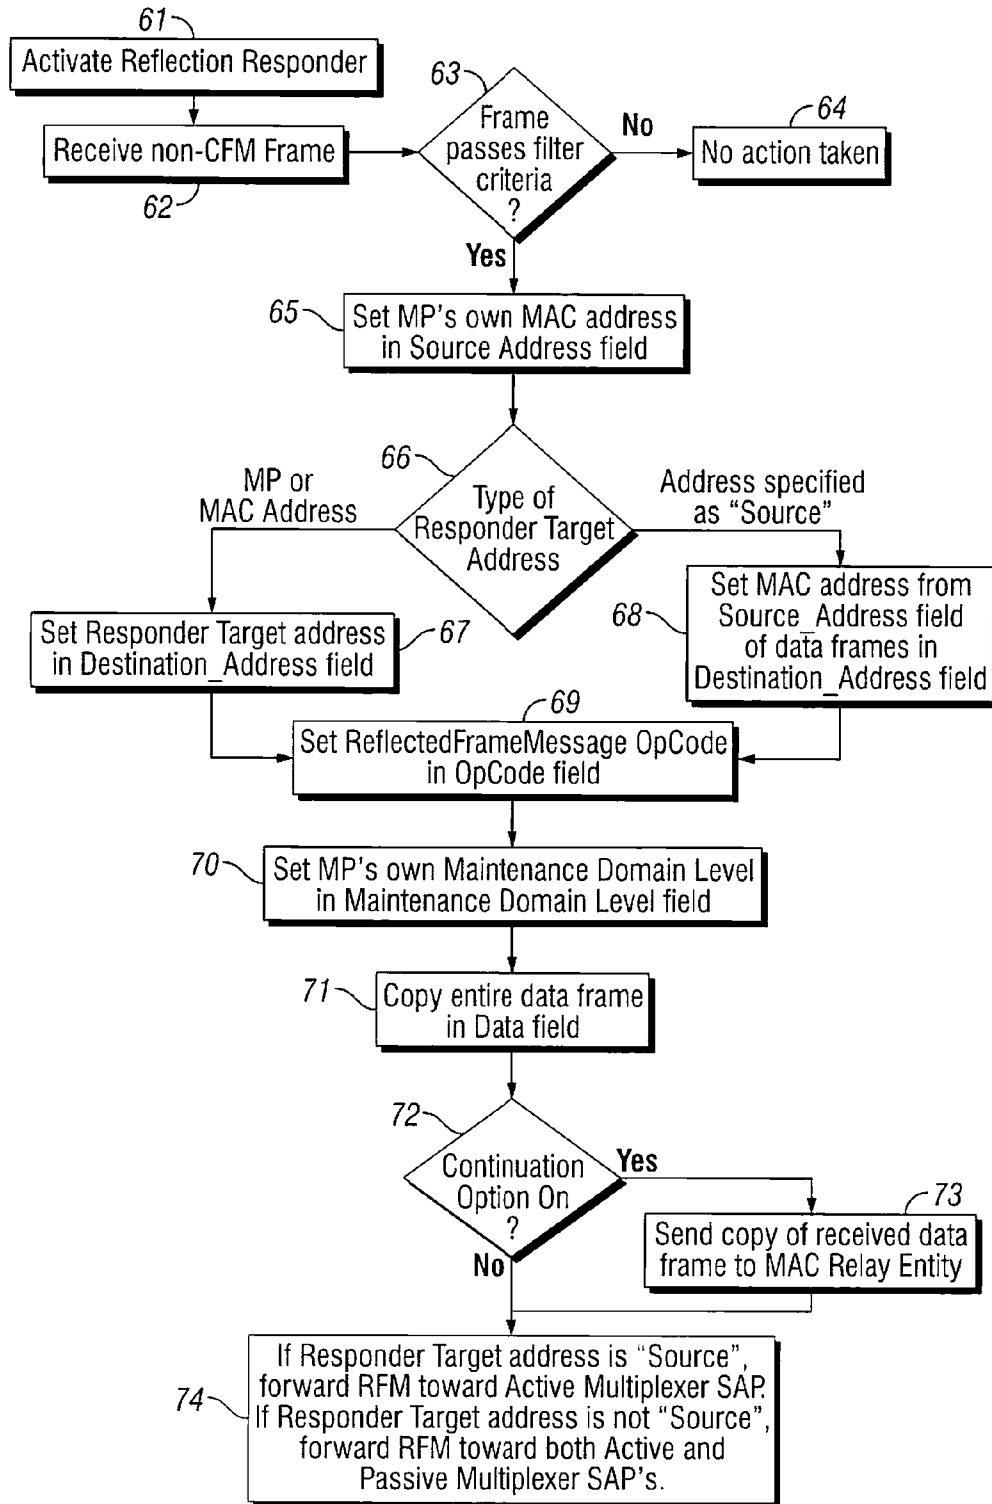 61
Activate Reflection Responder
Receive non-CFM Frame
62
63
Frame
passes filter
criteria
?
No
64
No action taken
Yes
65
Set MP's own MAC address
in Source Address field
66
Type of
Responder Target
Address
MP or
MAC Address
Address specified
as “Source”
Set Responder Target address
in Destination_Address field
67
68
Set MAC address from
Source_Address field
of data frames in
Destination_Address field
69
Set ReflectedFrameMessage OpCode
in OpCode field
70
Set MP's own Maintenance Domain Level
in Maintenance Domain Level field
71
Copy entire data frame
in Data field
72
Continuation
Option On
?
Yes
73
Send copy of received data
frame to MAC Relay Entity
No
74
If Responder Target address is “Source”,
forward RFM toward Active Multiplexer SAP.
If Responder Target address is not “Source”,
forward RFM toward both Active and
Passive Multiplexer SAP's.